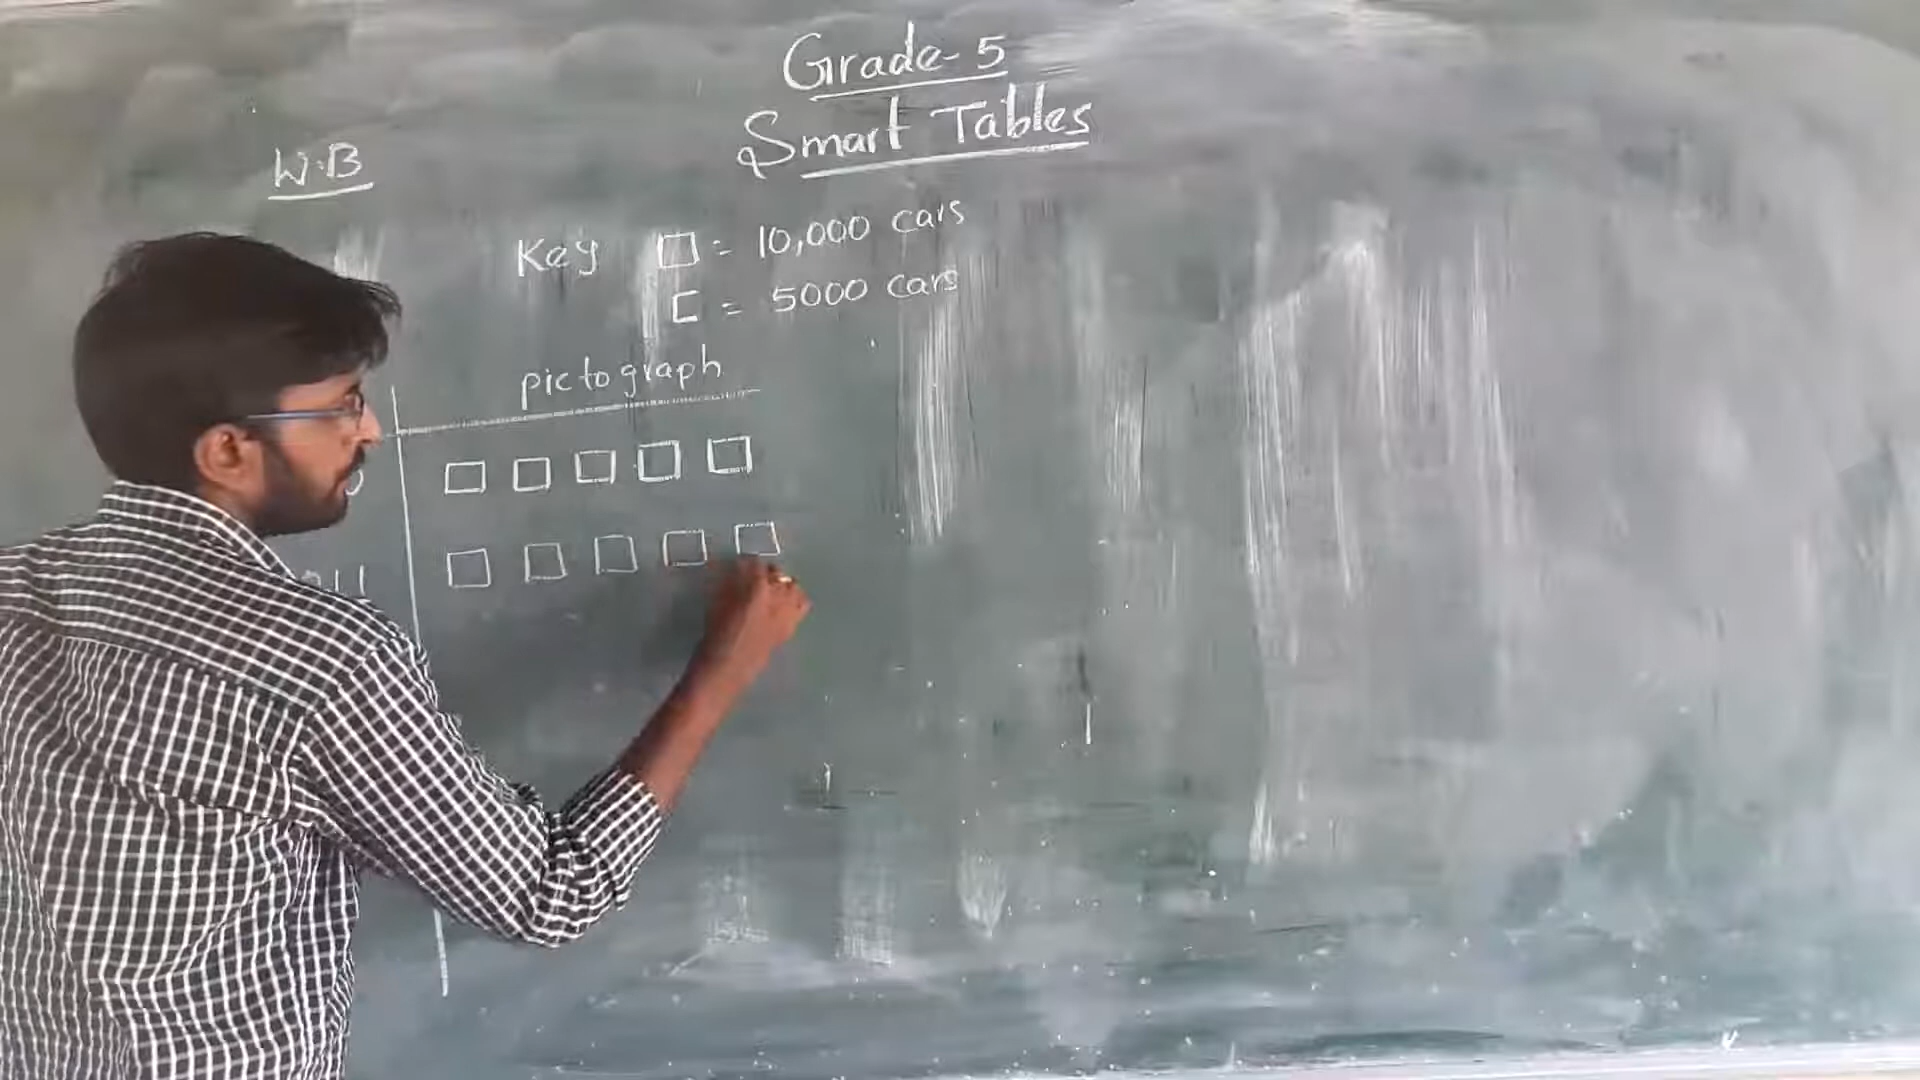 Grade-5
Smart Tables
W.B
Key □ = 10,000 cars
⊏ = 5000 cars
pictograph